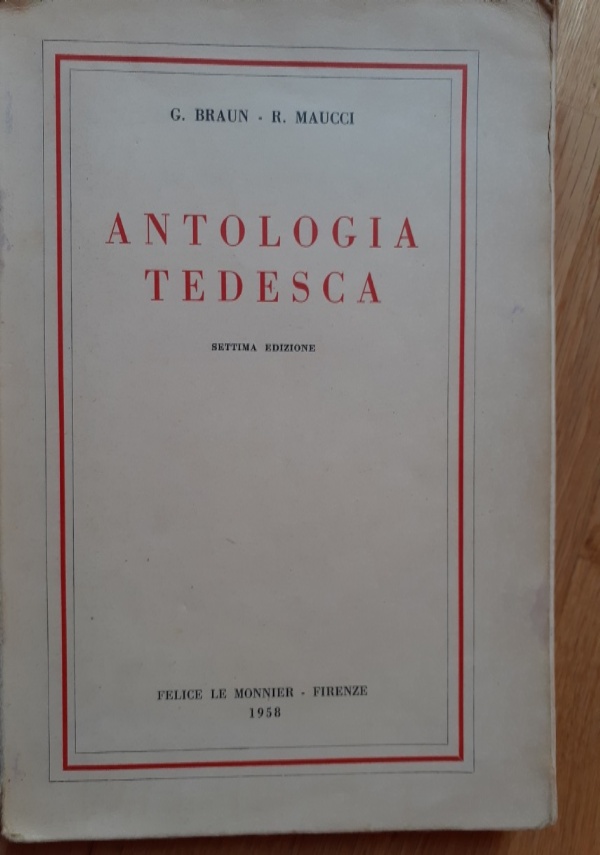 G. BRAUN - R. MAUCCI
ANTOLOGIA
TEDESCA
SETTIMA EDIZIONE
FELICE LE MONNIER - FIRENZE
1958